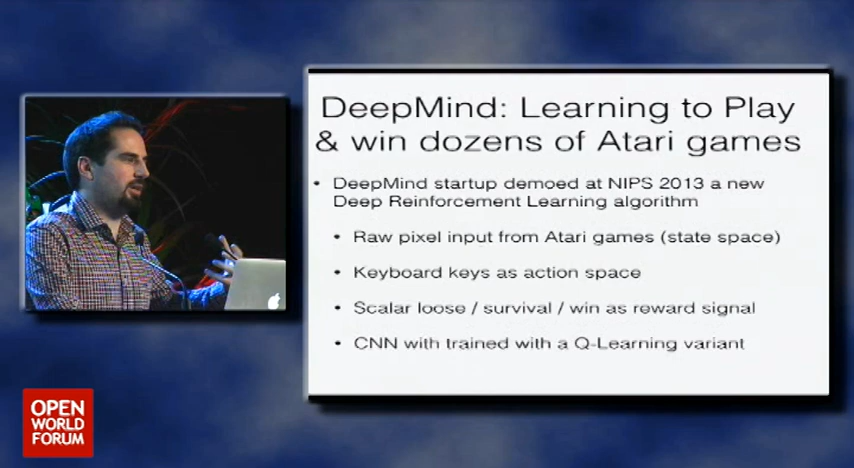 DeepMind: Learning to Play
& win dozens of Atari games
• DeepMind startup demoed at NIPS 2013 a new
Deep Reinforcement Learning algorithm
• Raw pixel input from Atari games (state space)
• Keyboard keys as action space
• Scalar loose / survival / win as reward signal
• CNN with trained with a Q-Learning variant
OPEN
WORLD
FORUM